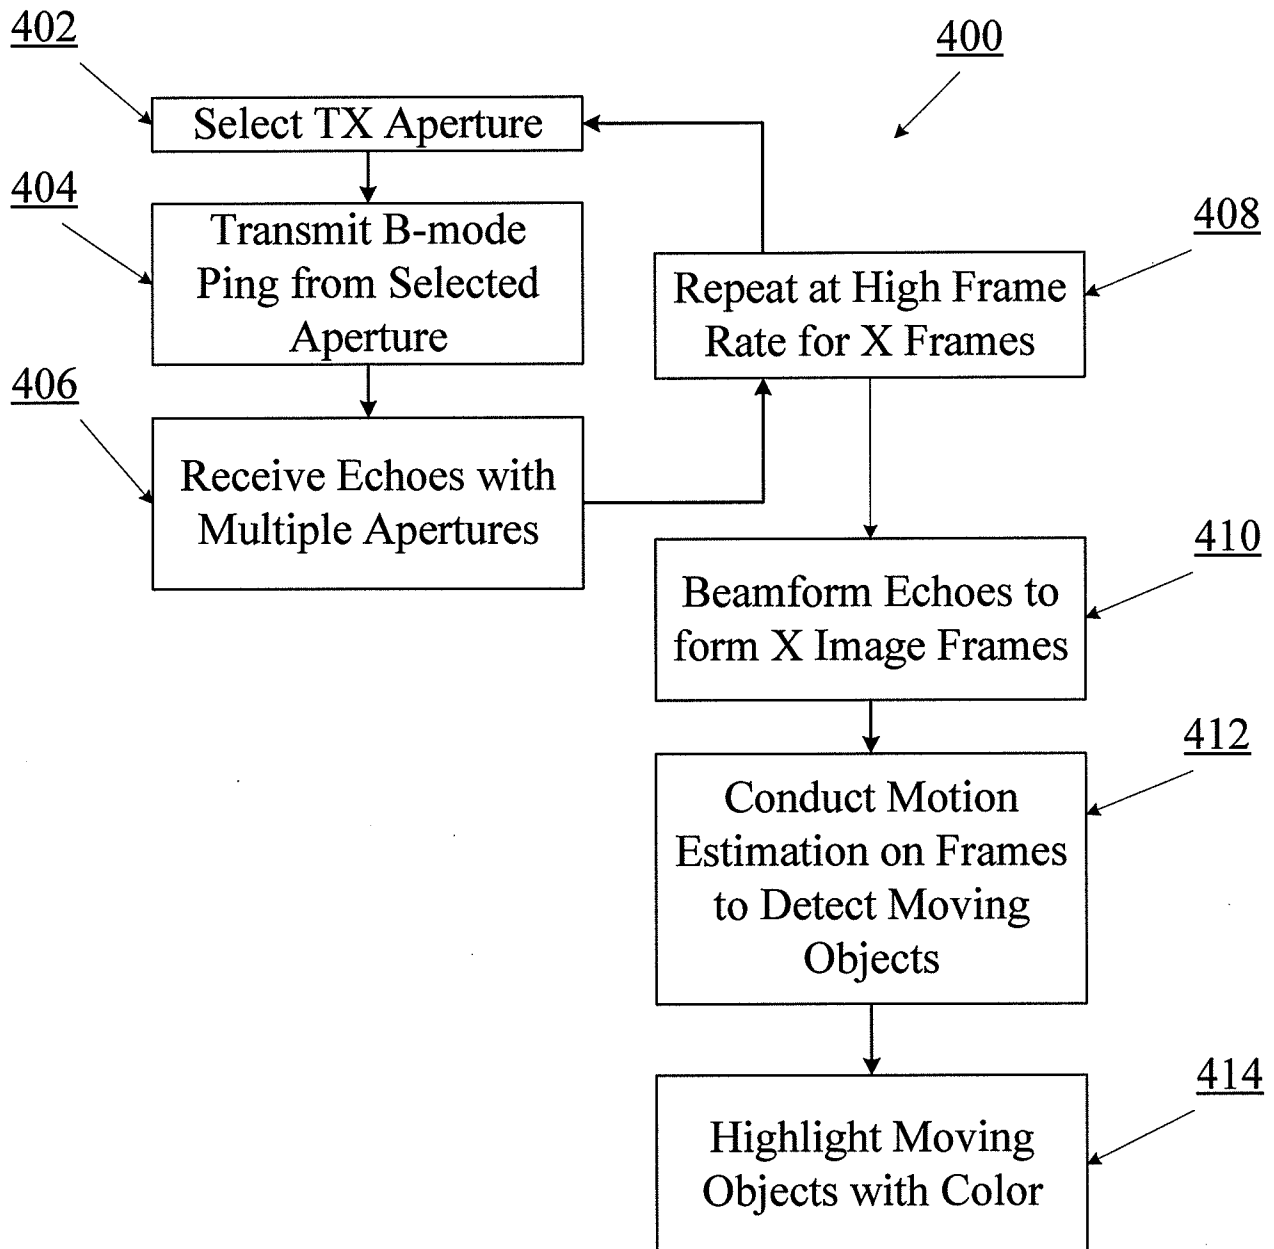 402
400
Select TX Aperture
404
Transmit B-mode
Ping from Selected
Aperture
408
Repeat at High Frame
Rate for X Frames
406
Receive Echoes with
Multiple Apertures
410
Beamform Echoes to
form X Image Frames
412
Conduct Motion
Estimation on Frames
to Detect Moving
Objects
414
Highlight Moving
Objects with Color